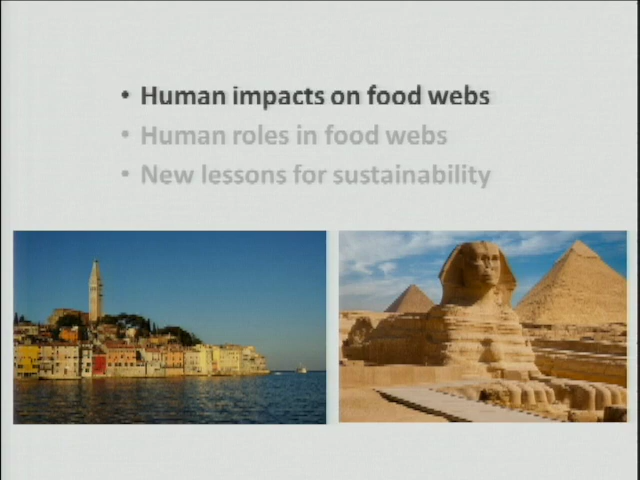 • Human impacts on food webs
• Human roles in food webs
• New lessons for sustainability